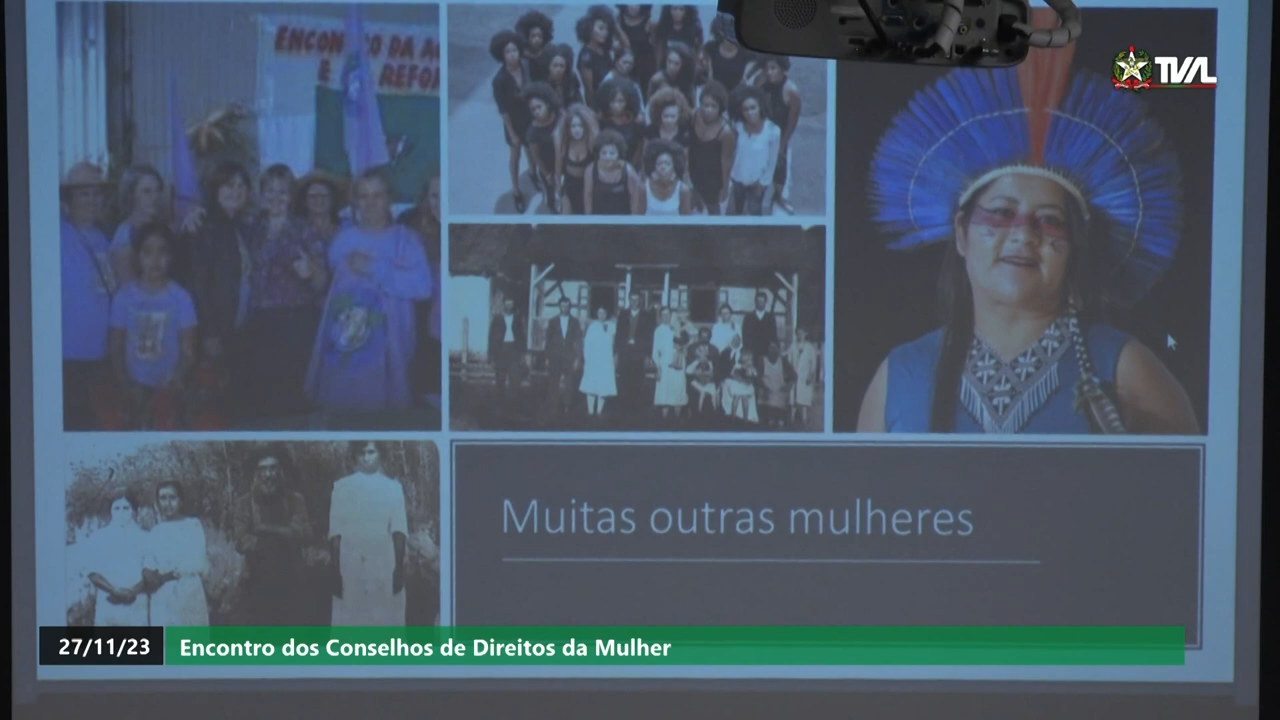 TVAL
Muitas outras mulheres
27/11/23
Encontro dos Conselhos de Direitos da Mulher